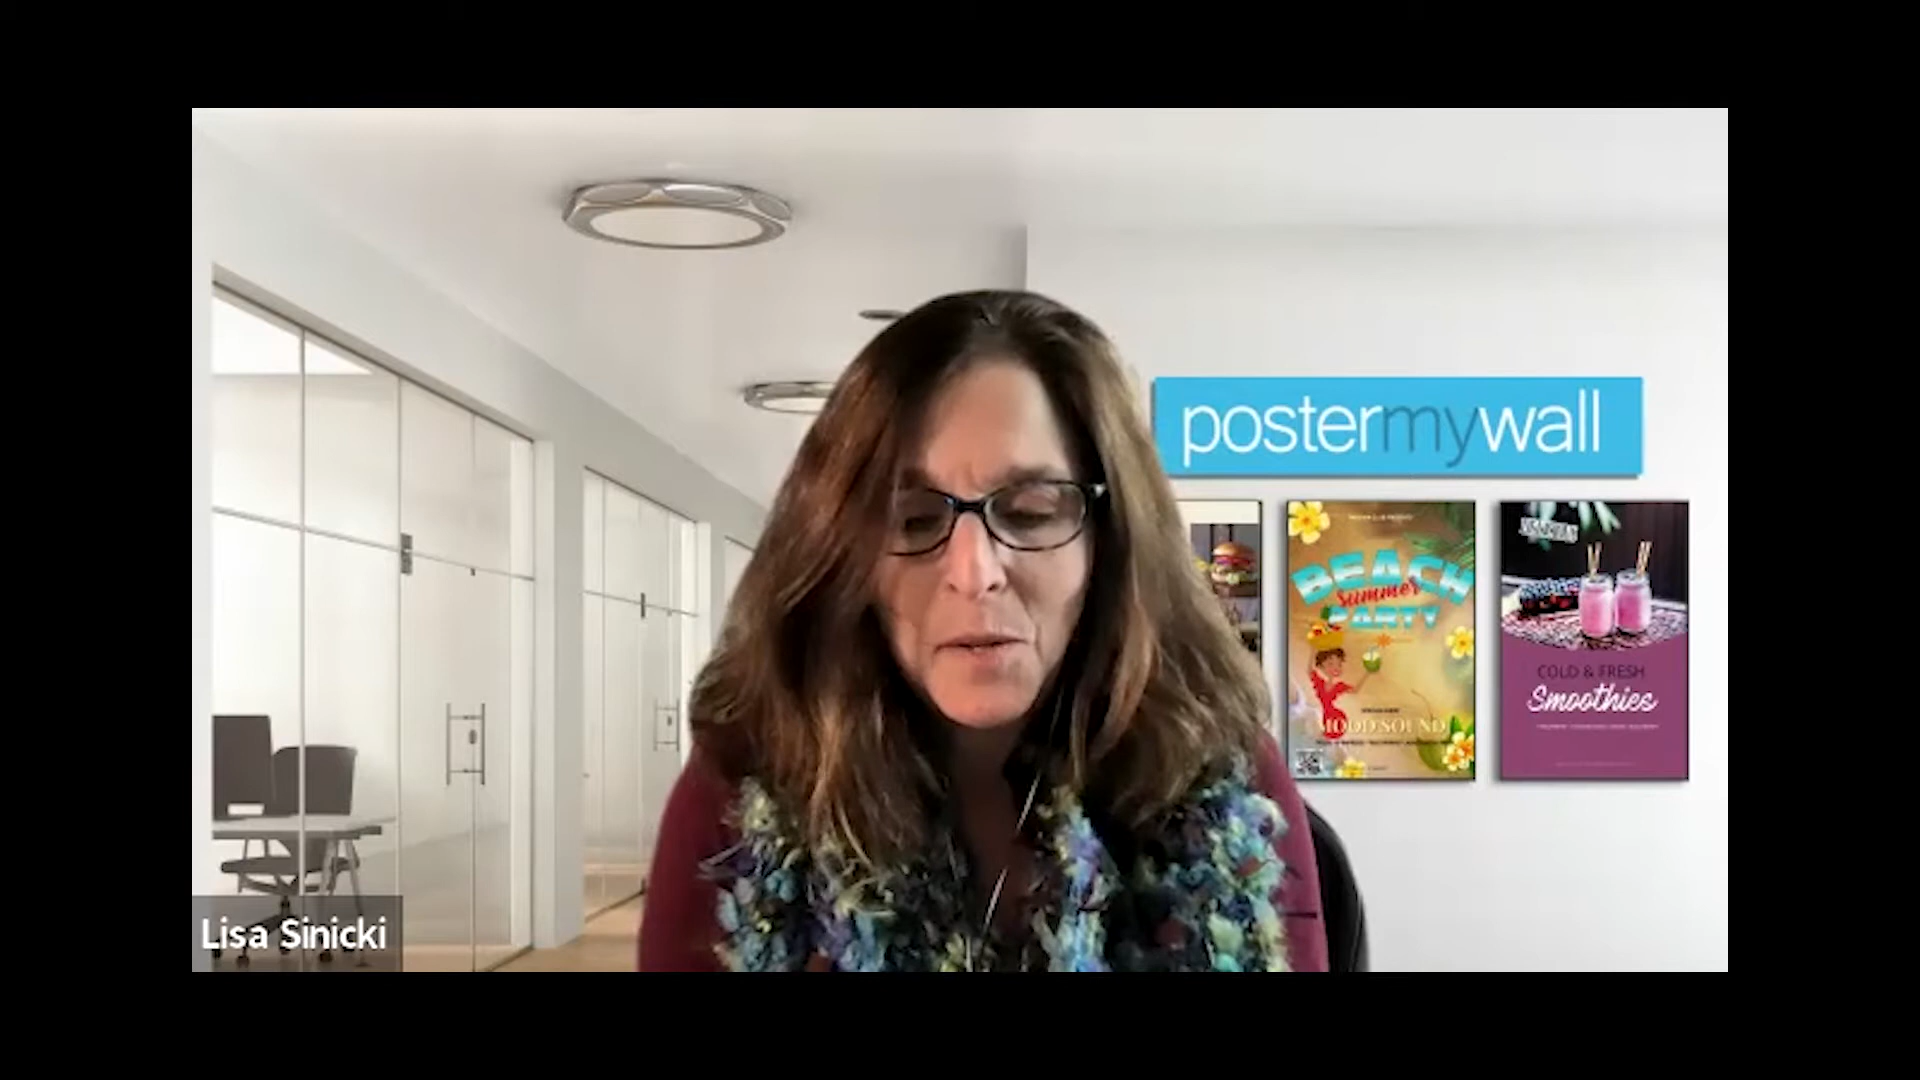 postermywall
BEACH
Summer
PARTY
MOOD SOUND
COLD & FRESH
Smoothies
Lisa Sinicki